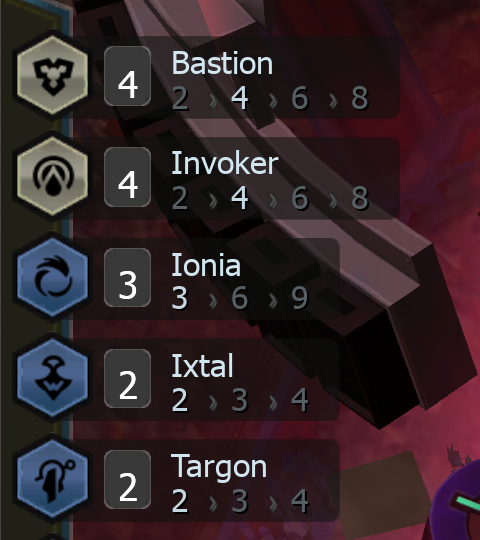 Bastion
4
2 › 4 › 6 › 8
Invoker
4
2 › 4 › 6 › 8
Ionia
3
3 › 6 › 9
Ixtal
2
2 › 3 › 4
Targon
2
2 › 3 › 4